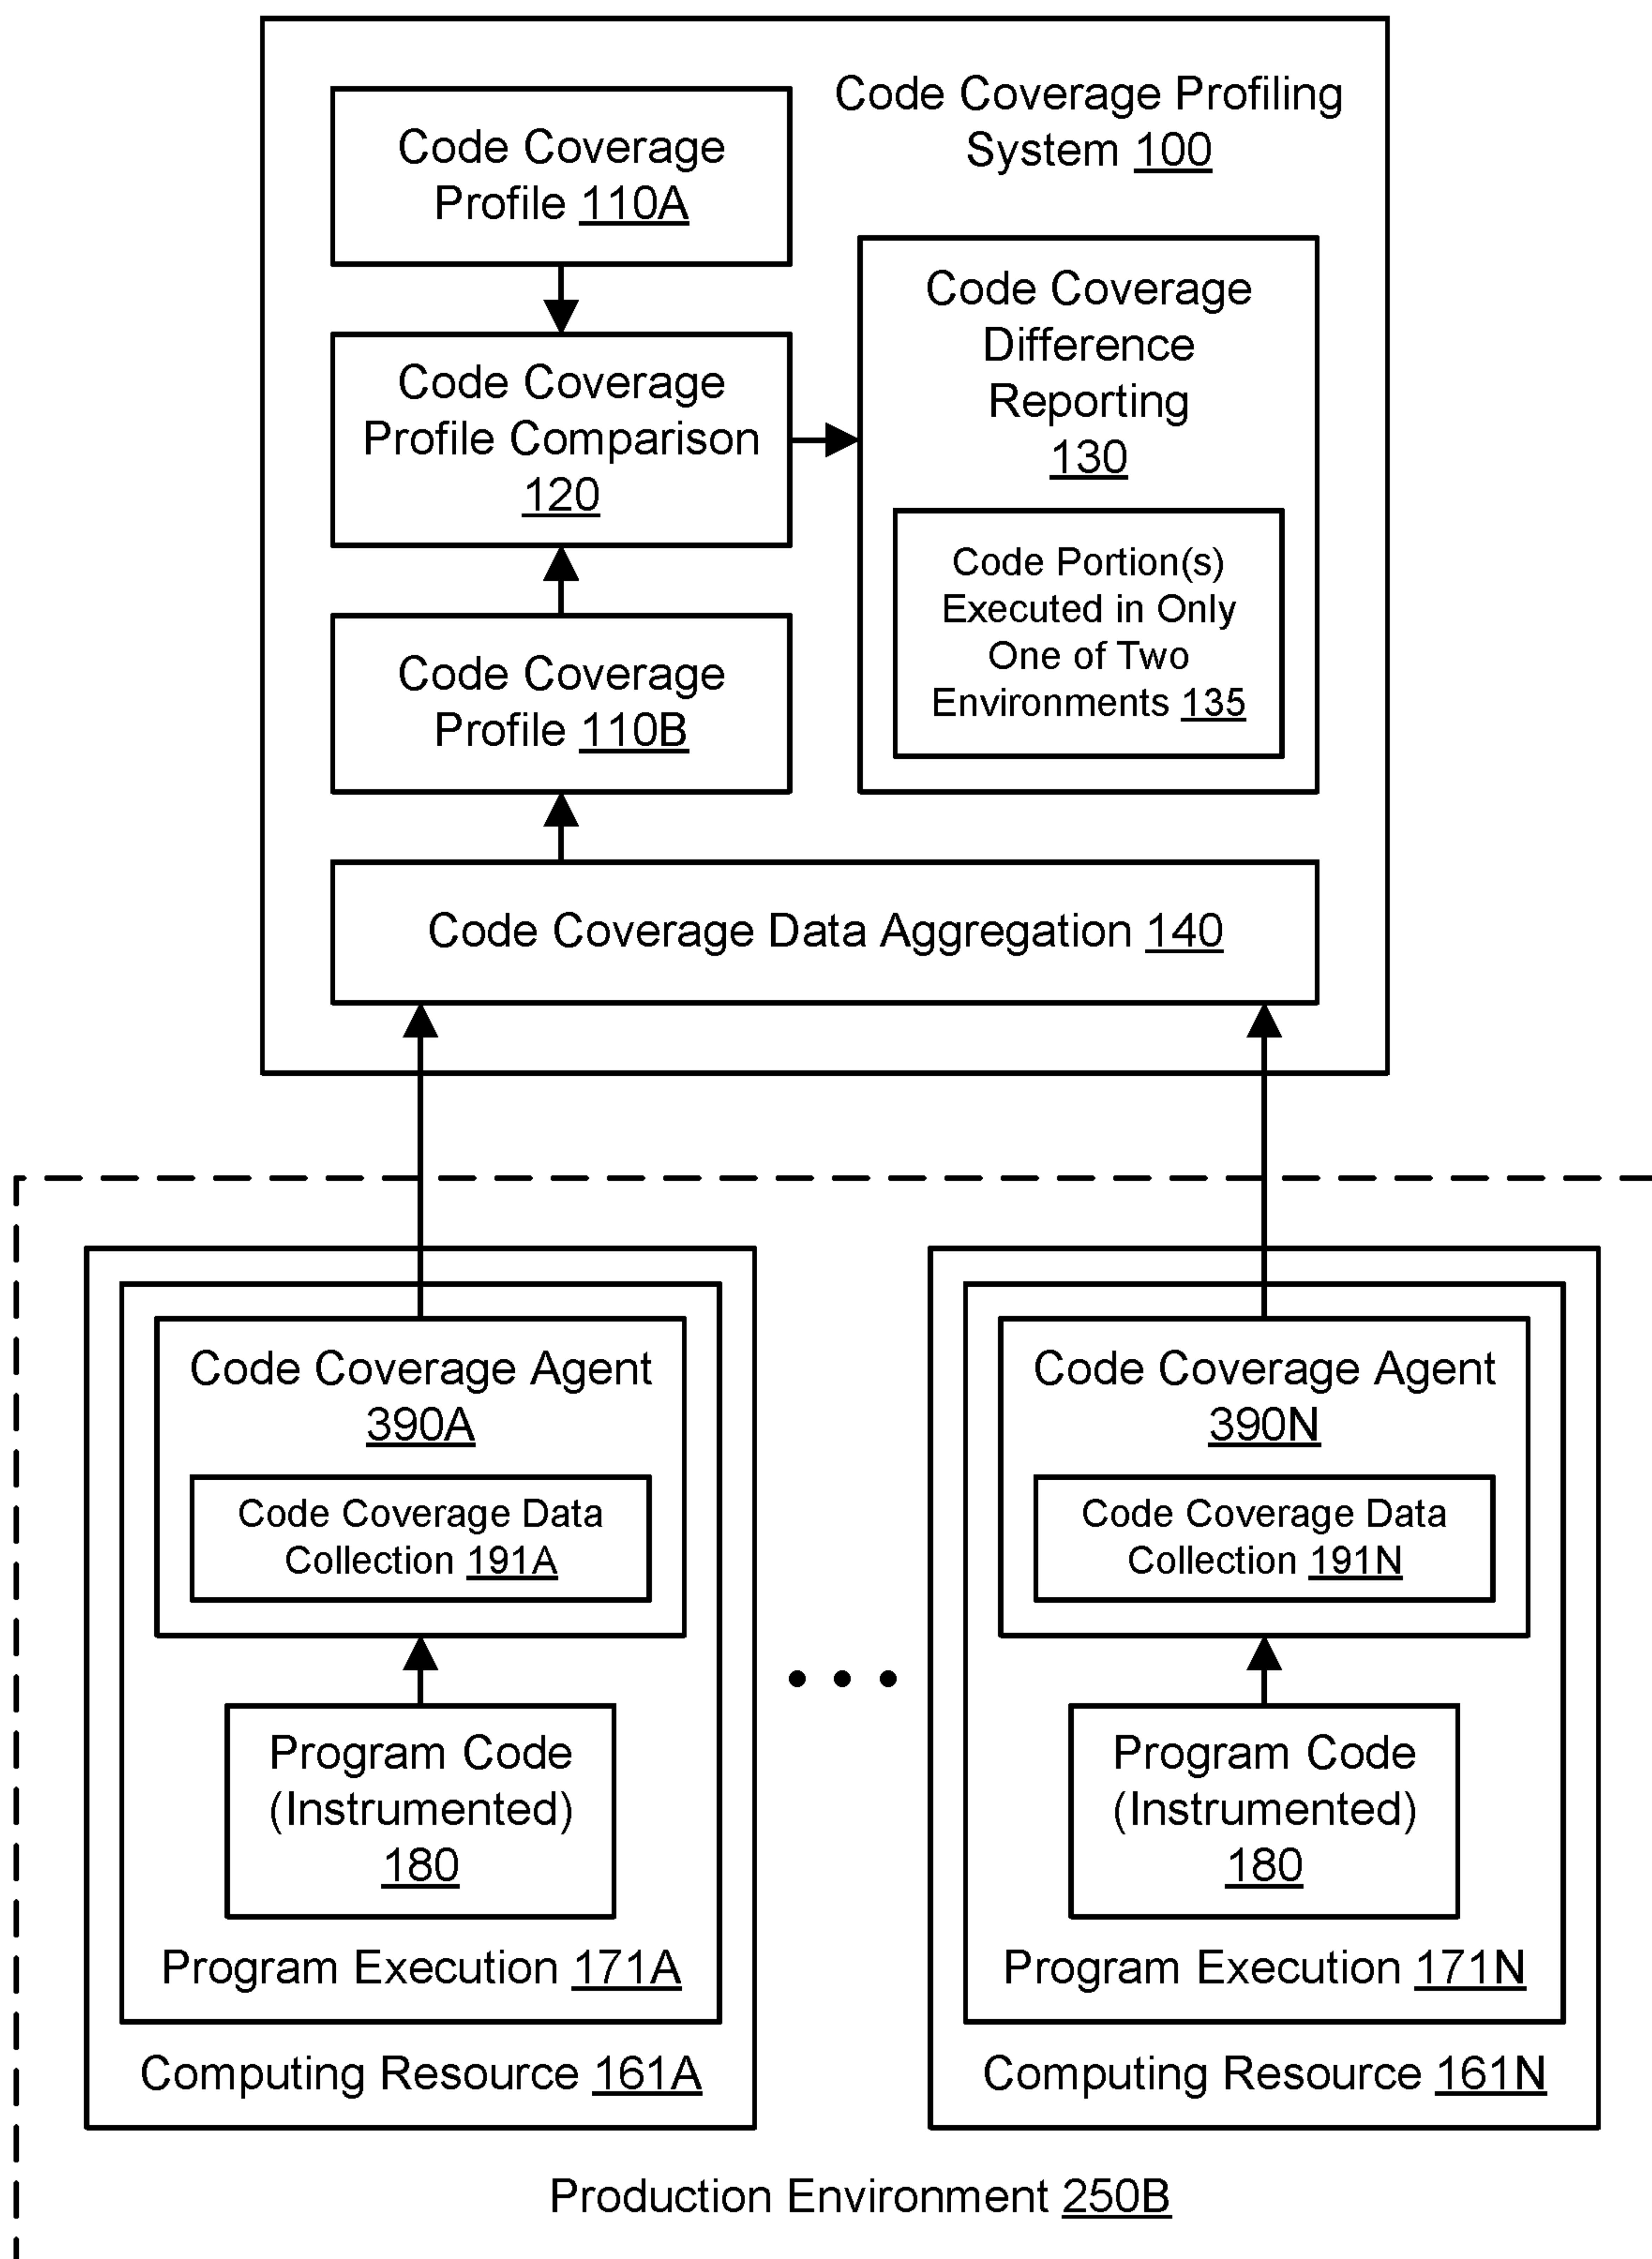 Code Coverage Profiling
System 100
Code Coverage
Profile 110A
Code Coverage
Profile Comparison
120
Code Coverage
Difference
Reporting
130
Code Portion(s)
Executed in Only
One of Two
Environments 135
Code Coverage
Profile 110B
Code Coverage Data Aggregation 140
Code Coverage Agent
390A
Code Coverage Data
Collection 191A
Program Code
(Instrumented)
180
Program Execution 171A
Computing Resource 161A
Code Coverage Agent
390N
Code Coverage Data
Collection 191N
Program Code
(Instrumented)
180
Program Execution 171N
Computing Resource 161N
Production Environment 250B